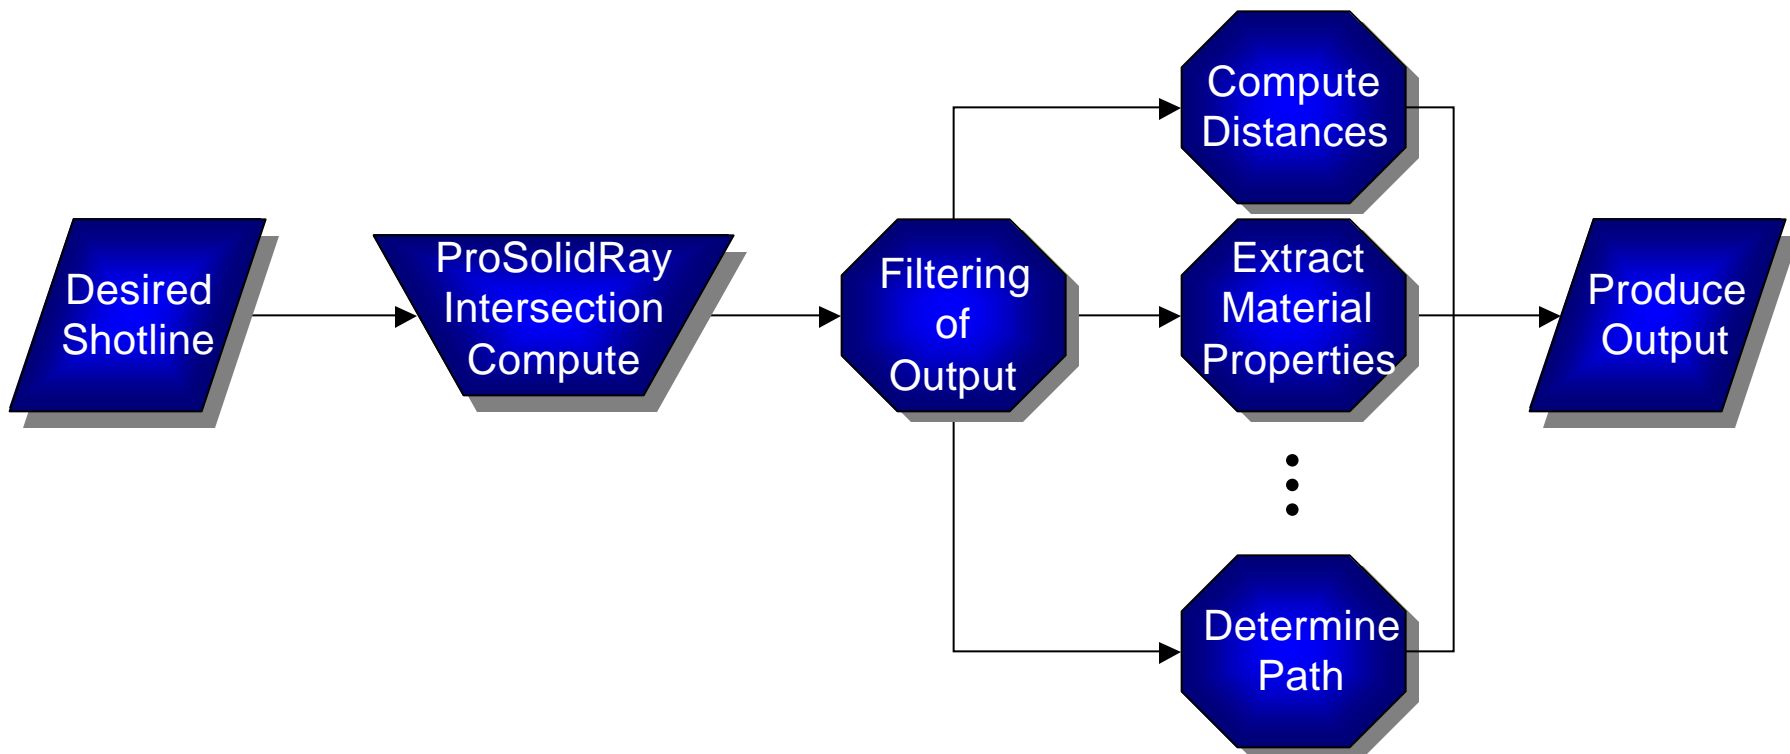 Desired
Shotline
ProSolidRay
Intersection
Compute
Filtering
of
Output
Compute
Distances
Extract
Material
Properties
Determine
Path
Produce
Output